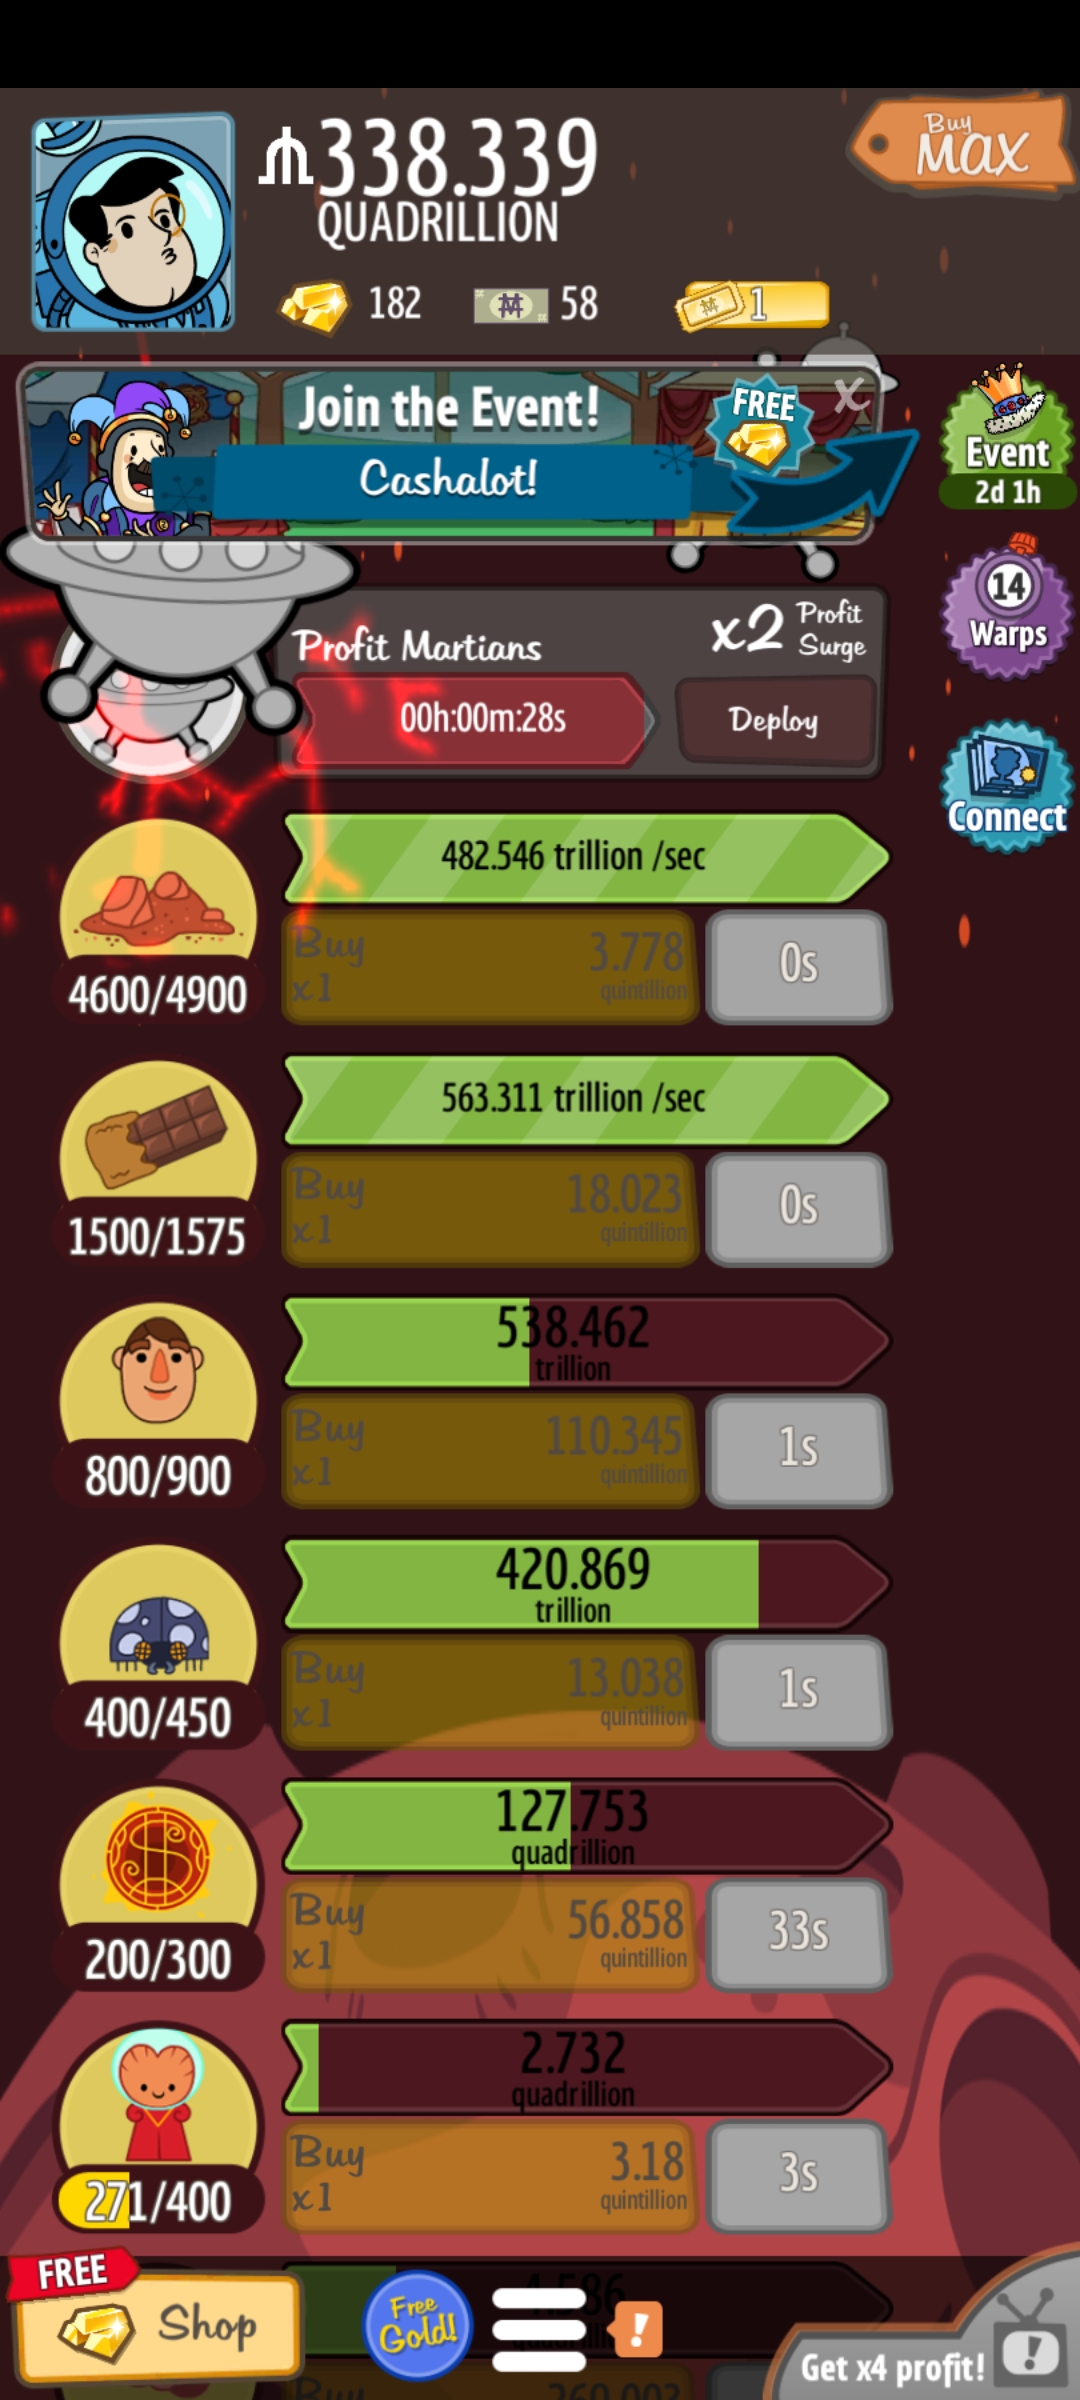 338.339
QUADRILLION
Buy
MAX
182
58
1
Join the Event!
FREE
X
Cashalot!
Event
2d 1h
14
Warps
Connect
Profit Martians
x2 Profit
Surge
00h:00m:28s
Deploy
482.546 trillion /sec
4600/4900
Buy
x1
3.778
quintillion
0s
563.311 trillion /sec
1500/1575
Buy
x1
18.023
quintillion
0s
538.462
trillion
800/900
Buy
x1
110.345
quintillion
1s
420.869
trillion
400/450
Buy
x1
13.038
quintillion
1s
127.753
quadrillion
200/300
Buy
x1
56.858
quintillion
33s
2.732
quadrillion
271/400
Buy
x1
3.18
quintillion
3s
FREE
Shop
Free
Gold!
!
Get x4 profit!
!